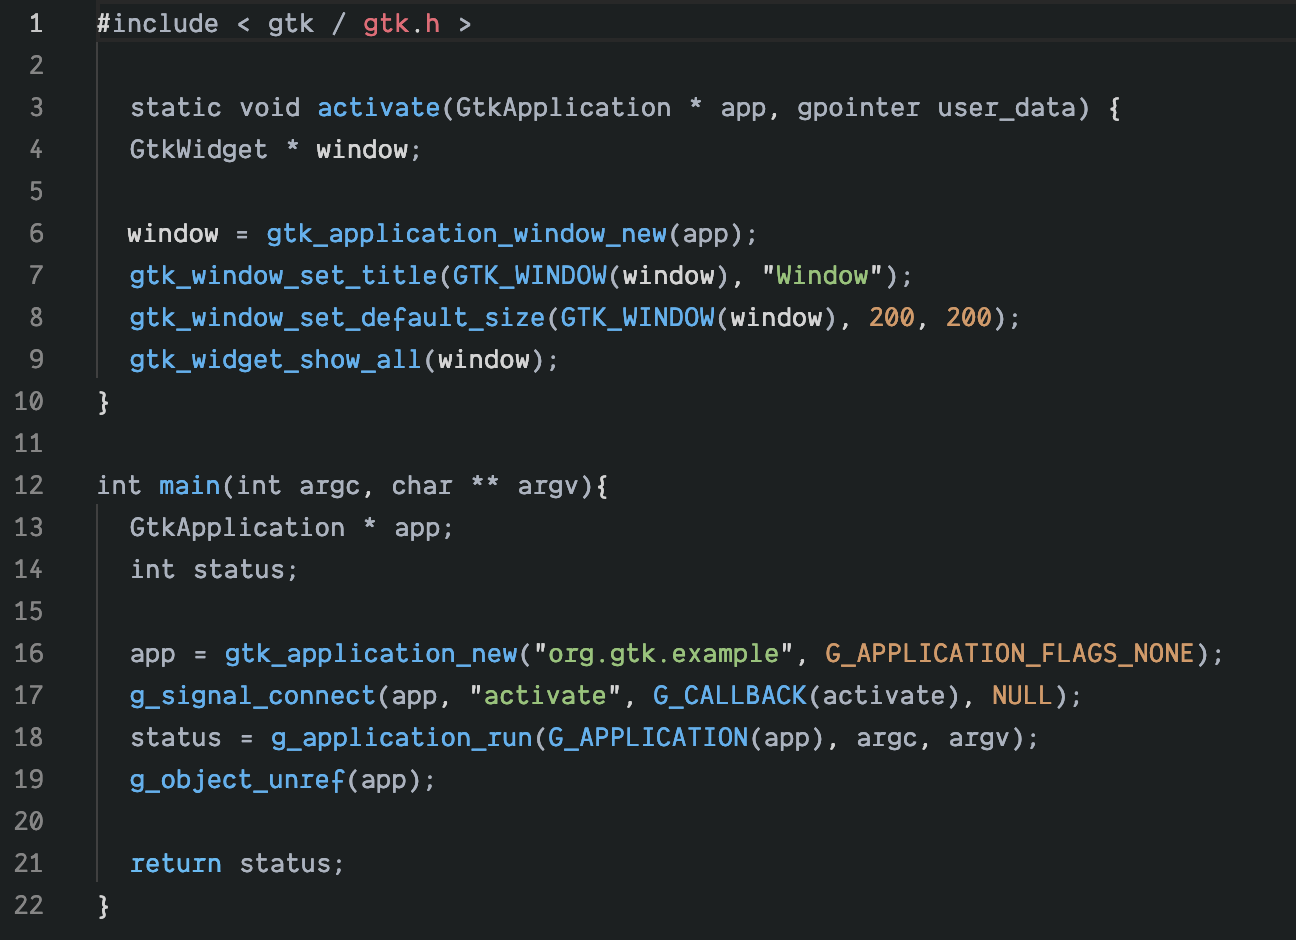 1 #include < gtk / gtk.h >
2
3 static void activate(GtkApplication * app, gpointer user_data) {
4 GtkWidget * window;
5
6 window = gtk_application_window_new(app);
7 gtk_window_set_title(GTK_WINDOW(window), "Window");
8 gtk_window_set_default_size(GTK_WINDOW(window), 200, 200);
9 gtk_widget_show_all(window);
10 }
11
12 int main(int argc, char ** argv){
13 GtkApplication * app;
14 int status;
15
16 app = gtk_application_new("org.gtk.example", G_APPLICATION_FLAGS_NONE);
17 g_signal_connect(app, "activate", G_CALLBACK(activate), NULL);
18 status = g_application_run(G_APPLICATION(app), argc, argv);
19 g_object_unref(app);
20
21 return status;
22 }